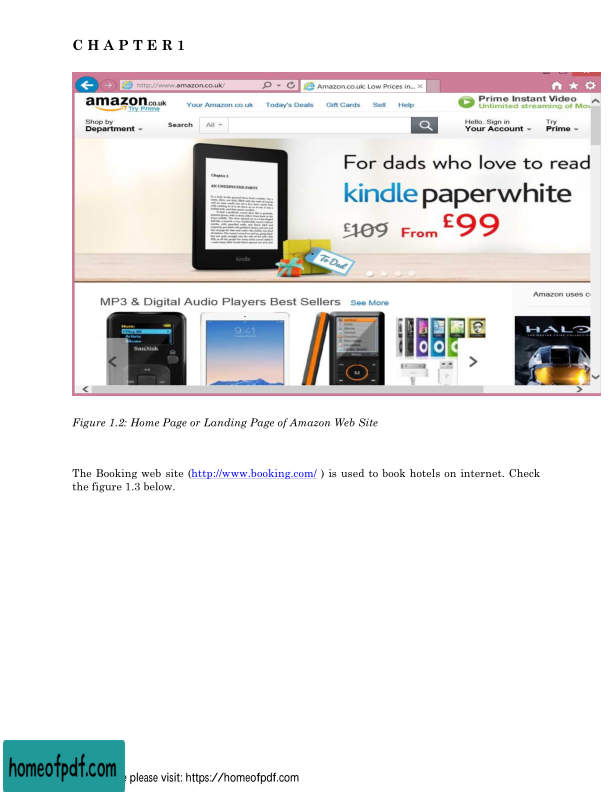 C H A P T E R 1
http://www.amazon.co.uk/
Amazon.co.uk: Low Prices in...
amazon.co.uk
Try Prime
Your Amazon.co.uk Today's Deals Gift Cards Sell Help
Prime Instant Video
Unlimited streaming of Mov
Shop by
Department
Search All
Hello. Sign in
Your Account
Try
Prime
For dads who love to read
kindle paperwhite
£109 From £99
Chapter 1
AN UNEXPECTED PARTY
kindle
To Dad
MP3 & Digital Audio Players Best Sellers See More
Amazon uses c
Music
SanDisk
9:41
M
HALO
Figure 1.2: Home Page or Landing Page of Amazon Web Site
The Booking web site (http://www.booking.com/ ) is used to book hotels on internet. Check
the figure 1.3 below.
homeofpdf.com
please visit: https://homeofpdf.com